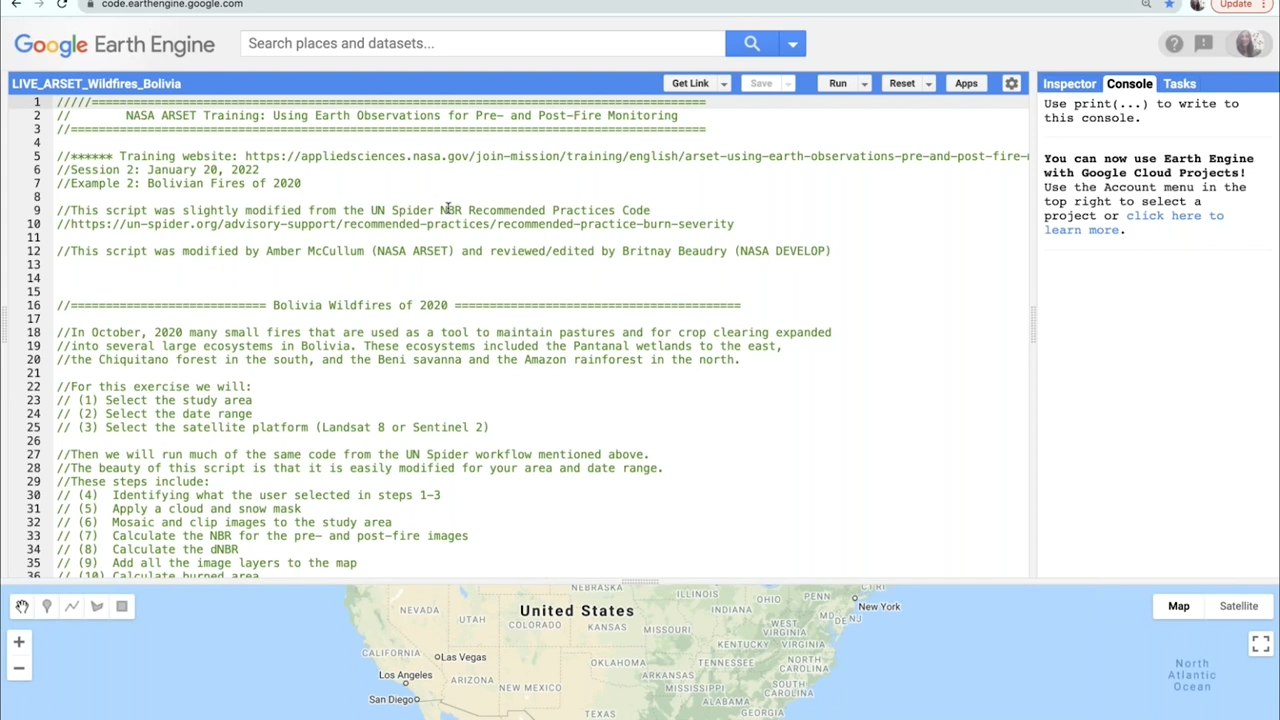 code.earthengine.google.com
Update
Google Earth Engine
Search places and datasets...
LIVE_ARSET_Wildfires_Bolivia
Get Link
Save
Run
Reset
Apps
Inspector
Console
Tasks
1 /////=======================================================================================
2 // NASA ARSET Training: Using Earth Observations for Pre- and Post-Fire Monitoring
3 //=========================================================================================
4
5 //****** Training website: https://appliedsciences.nasa.gov/join-mission/training/english/arset-using-earth-observations-pre-and-post-fire-
6 //Session 2: January 20, 2022
7 //Example 2: Bolivian Fires of 2020
8
9 //This script was slightly modified from the UN Spider NBR Recommended Practices Code
10 //https://un-spider.org/advisory-support/recommended-practices/recommended-practice-burn-severity
11
12 //This script was modified by Amber McCullum (NASA ARSET) and reviewed/edited by Britnay Beaudry (NASA DEVELOP)
13
14
15
16 //=========================== Bolivia Wildfires of 2020 =========================================
17
18 //In October, 2020 many small fires that are used as a tool to maintain pastures and for crop clearing expanded
19 //into several large ecosystems in Bolivia. These ecosystems included the Pantanal wetlands to the east,
20 //the Chiquitano forest in the south, and the Beni savanna and the Amazon rainforest in the north.
21
22 //For this exercise we will:
23 // (1) Select the study area
24 // (2) Select the date range
25 // (3) Select the satellite platform (Landsat 8 or Sentinel 2)
26
27 //Then we will run much of the same code from the UN Spider workflow mentioned above.
28 //The beauty of this script is that it is easily modified for your area and date range.
29 //These steps include:
30 // (4) Identifying what the user selected in steps 1-3
31 // (5) Apply a cloud and snow mask
32 // (6) Mosaic and clip images to the study area
33 // (7) Calculate the NBR for the pre- and post-fire images
34 // (8) Calculate the dNBR
35 // (9) Add all the image layers to the map
36 // (10) Calculate burned area
Use print(...) to write to
this console.
You can now use Earth Engine
with Google Cloud Projects!
Use the Account menu in the
top right to select a
project or click here to
learn more.
Map
Satellite
+
−
NEBRASKA
ILLINOIS
OHIO
PENN
New York
NEVADA
UTAH
COLORADO
United States
KANSAS
MISSOURI
INDIANA
WEST
VIRGINIA
MD
DE
NJ
CALIFORNIA
Las Vegas
KENTUCKY
VIRGINIA
Los Angeles
ARIZONA
NEW MEXICO
OKLAHOMA
ARKANSAS
TENNESSEE
NORTH
CAROLINA
San Diego
TEXAS
MISSISSIPPI
ALABAMA
SOUTH
CAROLINA
GEORGIA
North
Atlantic
Ocean